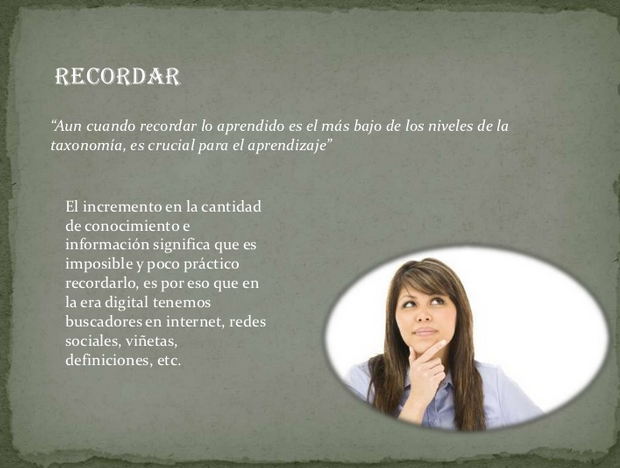 RECORDAR
“Aun cuando recordar lo aprendido es el más bajo de los niveles de la
taxonomía, es crucial para el aprendizaje”
El incremento en la cantidad
de conocimiento e
información significa que es
imposible y poco práctico
recordarlo, es por eso que en
la era digital tenemos
buscadores en internet, redes
sociales, viñetas,
definiciones, etc.